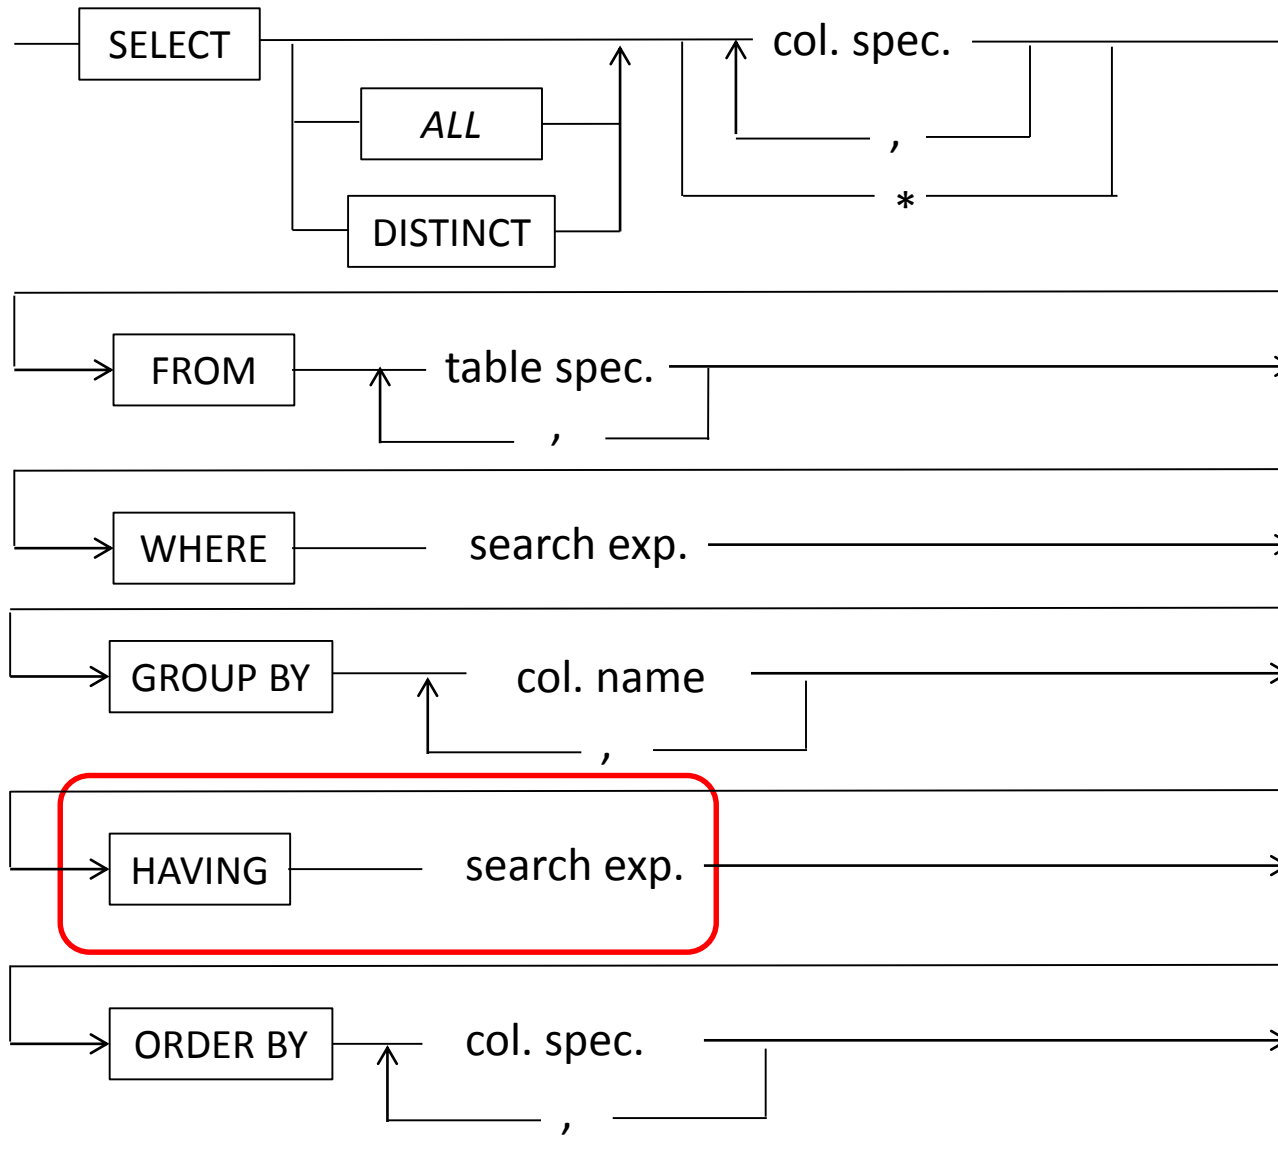 SELECT col. spec.
ALL
,
*
DISTINCT
FROM table spec.
,
WHERE search exp.
GROUP BY col. name
,
HAVING search exp.
ORDER BY col. spec.
,